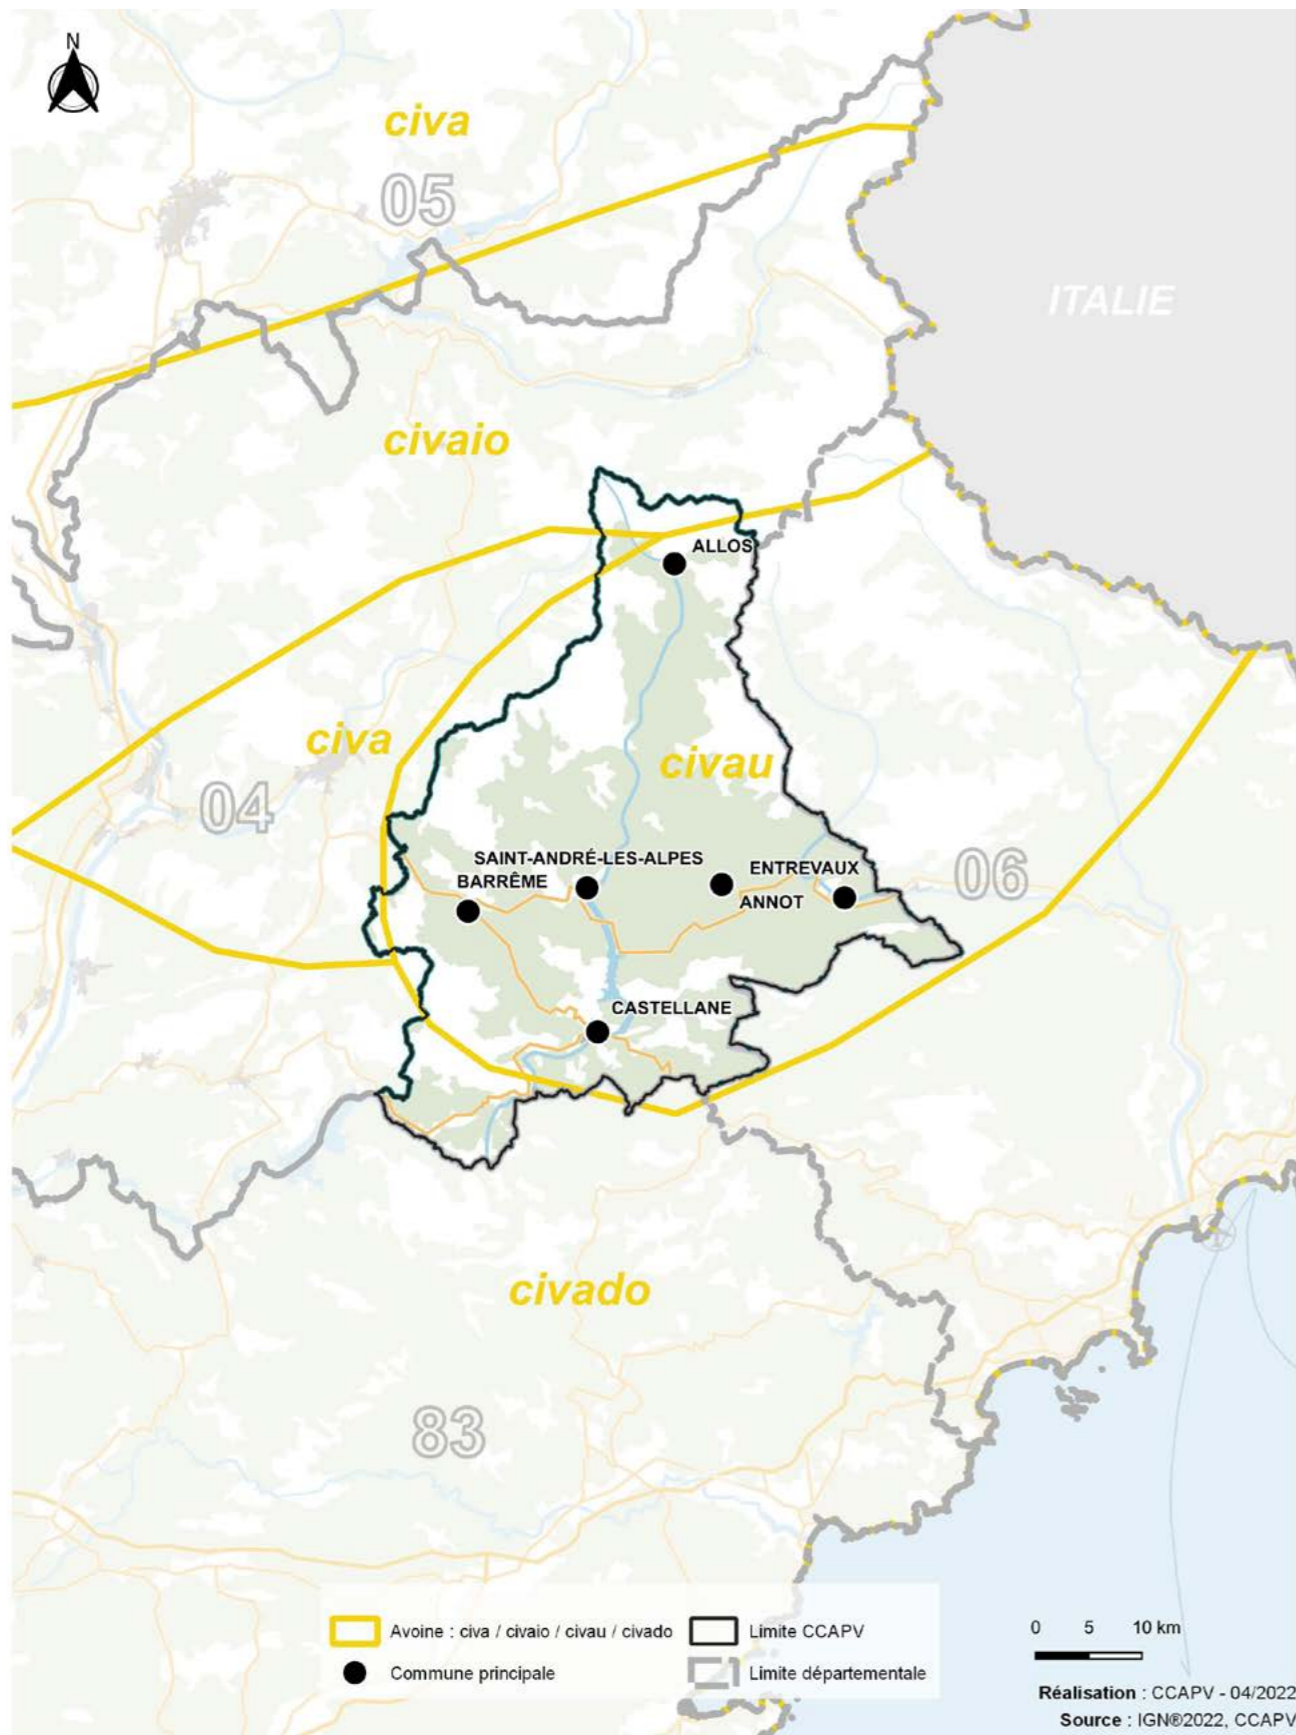 N
civa
05
ITALIE
civaio
ALLOS
civa
civau
04
SAINT-ANDRÉ-LES-ALPES
BARRÊME
ENTREVAUX
ANNOT
06
CASTELLANE
civado
83
Avoine : civa / civaio / civau / civado
Limite CCAPV
Commune principale
Limite départementale
0 5 10 km
Réalisation : CCAPV - 04/2022
Source : IGN®2022, CCAPV